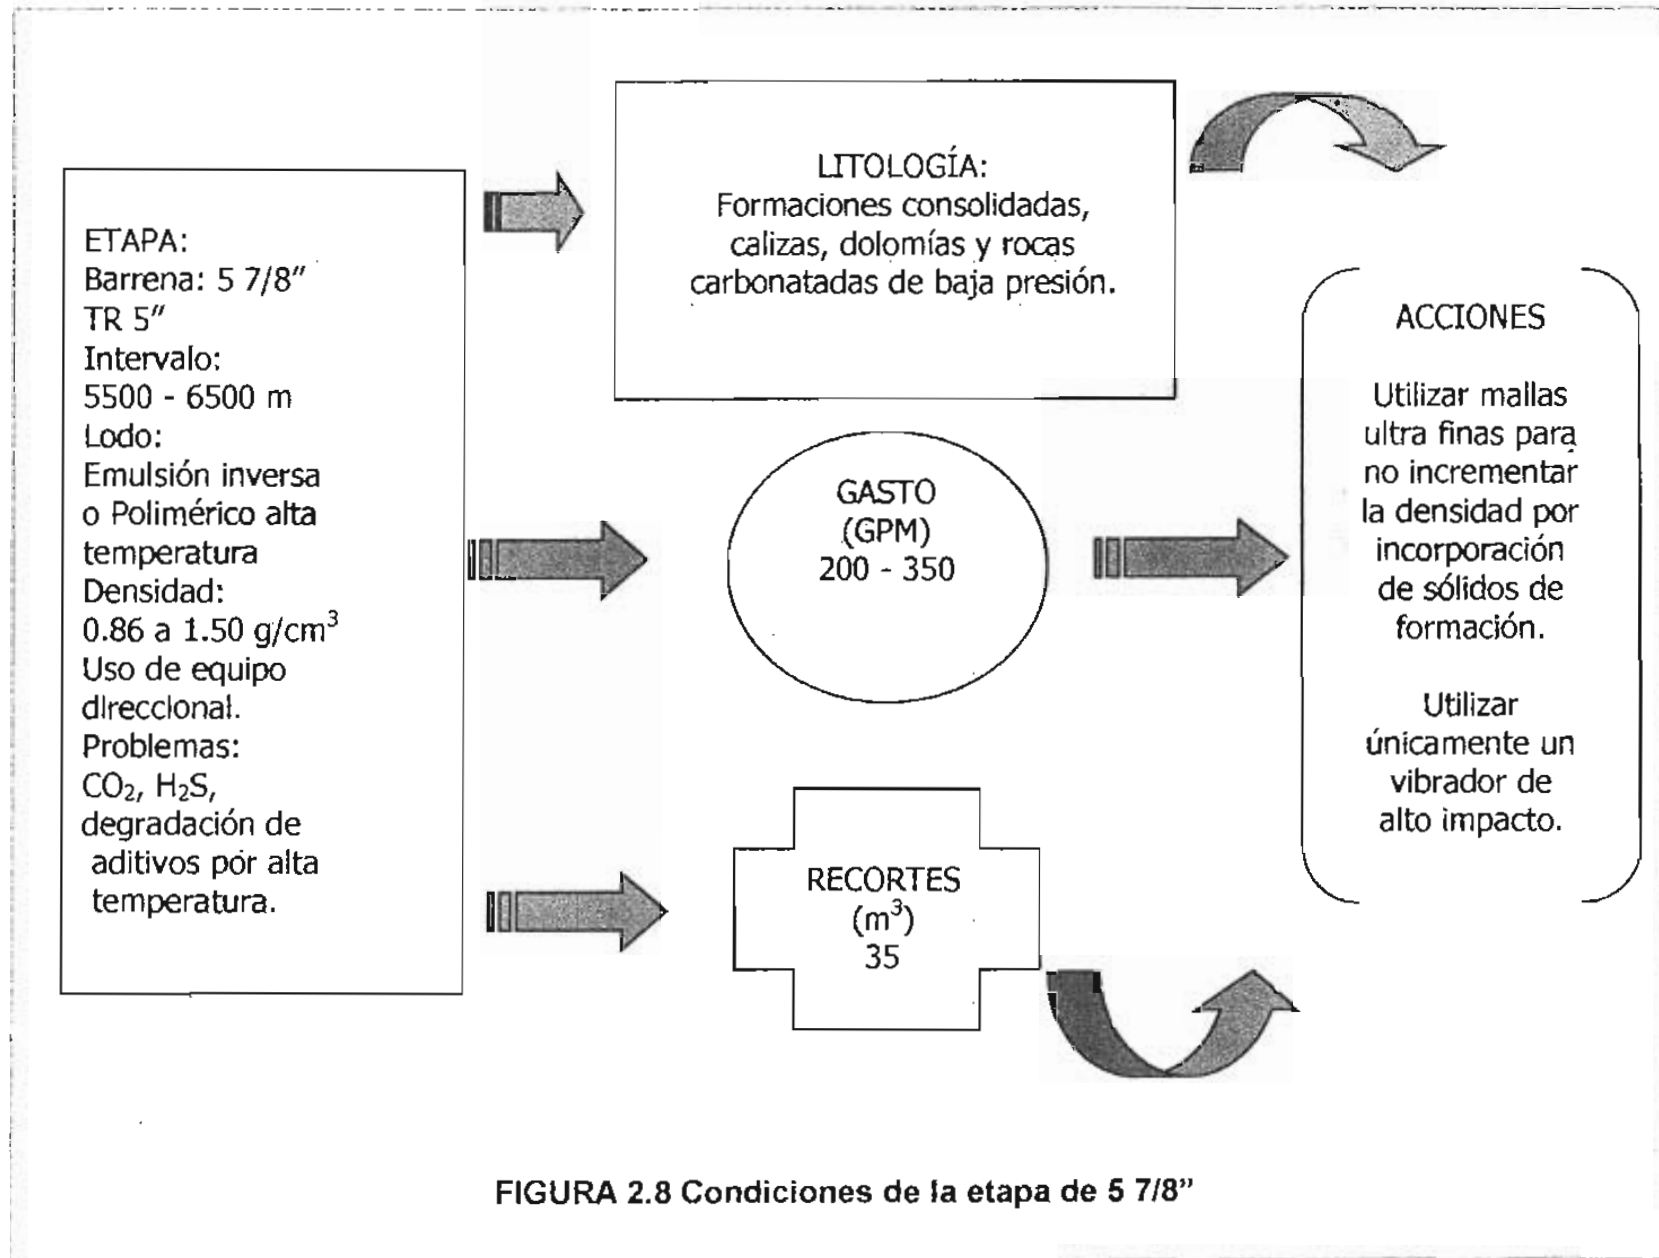 ETAPA:
Barrena: 5 7/8”
TR 5”
Intervalo:
5500 - 6500 m
Lodo:
Emulsión inversa
o Polimérico alta
temperatura
Densidad:
0.86 a 1.50 g/cm³
Uso de equipo
direccional.
Problemas:
CO₂, H₂S,
degradación de
aditivos por alta
temperatura.
LITOLOGÍA:
Formaciones consolidadas,
calizas, dolomías y rocas
carbonatadas de baja presión.
GASTO
(GPM)
200 - 350
RECORTES
(m³)
35
ACCIONES
Utilizar mallas
ultra finas para
no incrementar
la densidad por
incorporación
de sólidos de
formación.
Utilizar
únicamente un
vibrador de
alto impacto.
FIGURA 2.8 Condiciones de la etapa de 5 7/8”